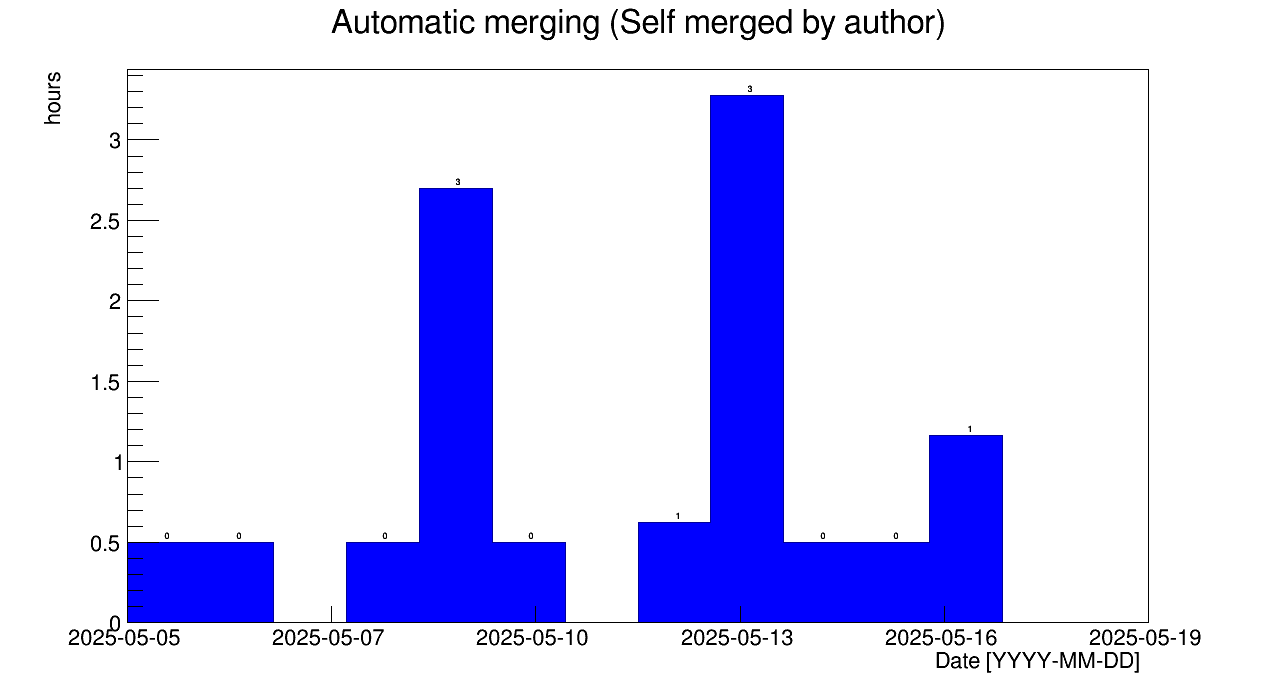 Automatic merging (Self merged by author)
hours
3
3
3
2.5
2
1.5
1
1
1
0.5
0 0 0 0 0 0
0
2025-05-05 2025-05-07 2025-05-10 2025-05-13 2025-05-16 2025-05-19
Date [YYYY-MM-DD]